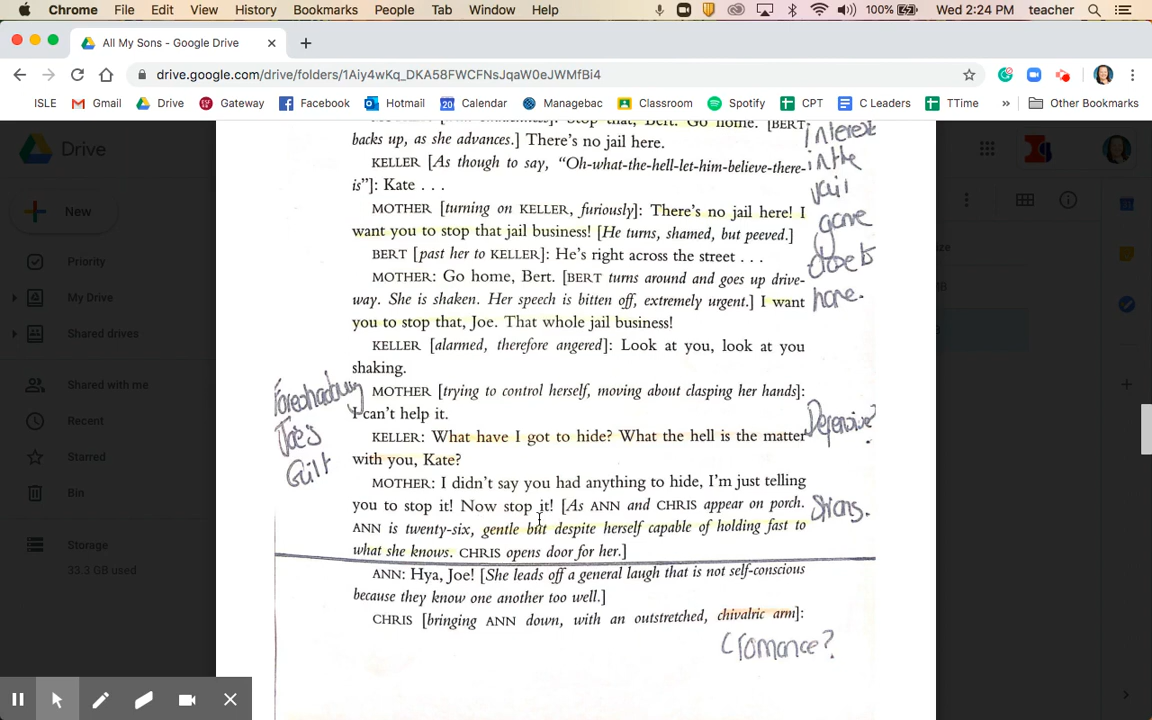 Chrome File Edit View History Bookmarks People Tab Window Help 100% Wed 2:24 PM teacher
All My Sons - Google Drive
drive.google.com/drive/folders/1Aiy4wKq_DKA58FWCFNsJqaW0eJWMfBi4
ISLE Gmail Drive Gateway Facebook Hotmail Calendar Managebac Classroom Spotify CPT C Leaders TTime » Other Bookmarks
Drive
New
Priority
My Drive
Shared drives
Shared with me
Recent
Starred
Bin
Storage
33.3 GB used
Stop that, Bert. Go home. [BERT
backs up, as she advances.] There's no jail here.
KELLER [As though to say, "Oh-what-the-hell-let-him-believe-there-
is"]: Kate . . .
MOTHER [turning on KELLER, furiously]: There's no jail here! I
want you to stop that jail business! [He turns, shamed, but peeved.]
BERT [past her to KELLER]: He's right across the street . . .
MOTHER: Go home, Bert. [BERT turns around and goes up drive-
way. She is shaken. Her speech is bitten off, extremely urgent.] I want
you to stop that, Joe. That whole jail business!
KELLER [alarmed, therefore angered]: Look at you, look at you
shaking.
MOTHER [trying to control herself, moving about clasping her hands]:
I can't help it.
KELLER: What have I got to hide? What the hell is the matter
with you, Kate?
MOTHER: I didn't say you had anything to hide, I'm just telling
you to stop it! Now stop it! [As ANN and CHRIS appear on porch.
ANN is twenty-six, gentle but despite herself capable of holding fast to
what she knows. CHRIS opens door for her.]
ANN: Hya, Joe! [She leads off a general laugh that is not self-conscious
because they know one another too well.]
CHRIS [bringing ANN down, with an outstretched, chivalric arm]:
interest
in the
jail
game
hone.
Joe's
Guilt
Defensive?
Strong.
romance?